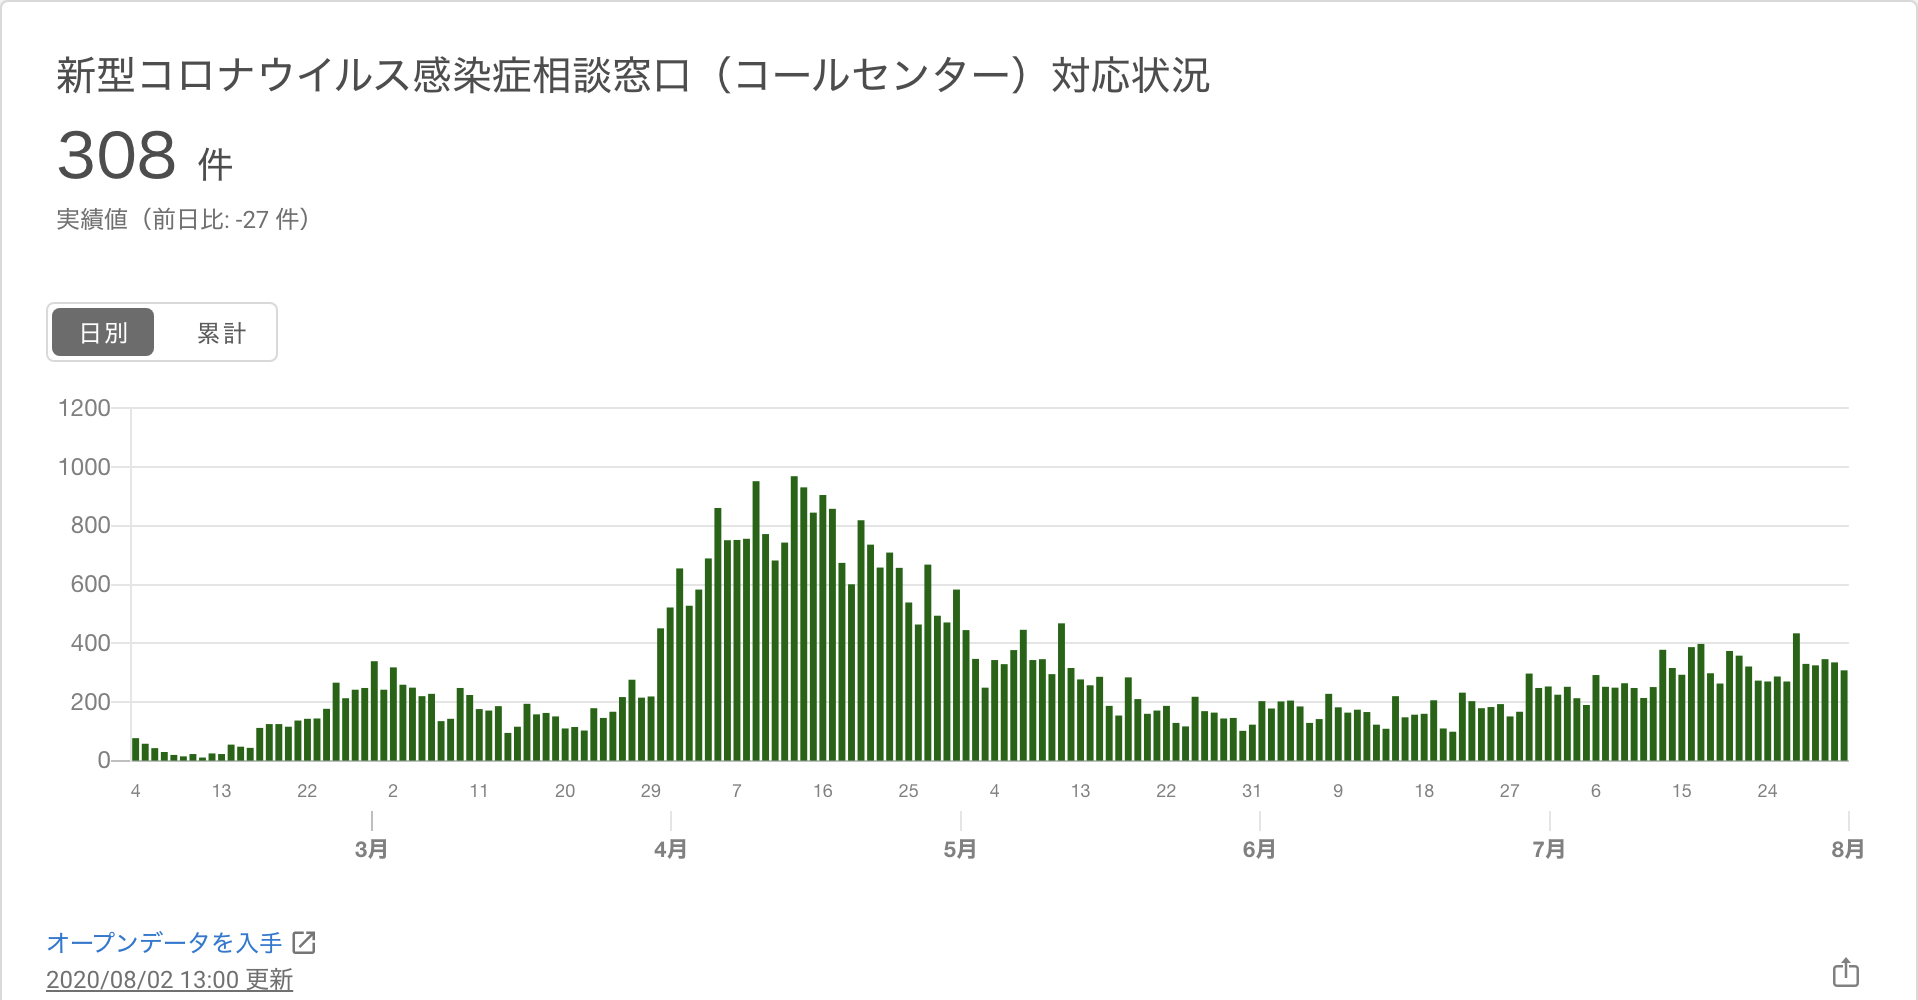 新型コロナウイルス感染症相談窓口（コールセンター）対応状況
308 件
実績値（前日比: -27 件）
日別 累計
1200
1000
800
600
400
200
0
4 13 22 2 11 20 29 7 16 25 4 13 22 31 9 18 27 6 15 24
3月 4月 5月 6月 7月 8月
オープンデータを入手
2020/08/02 13:00 更新